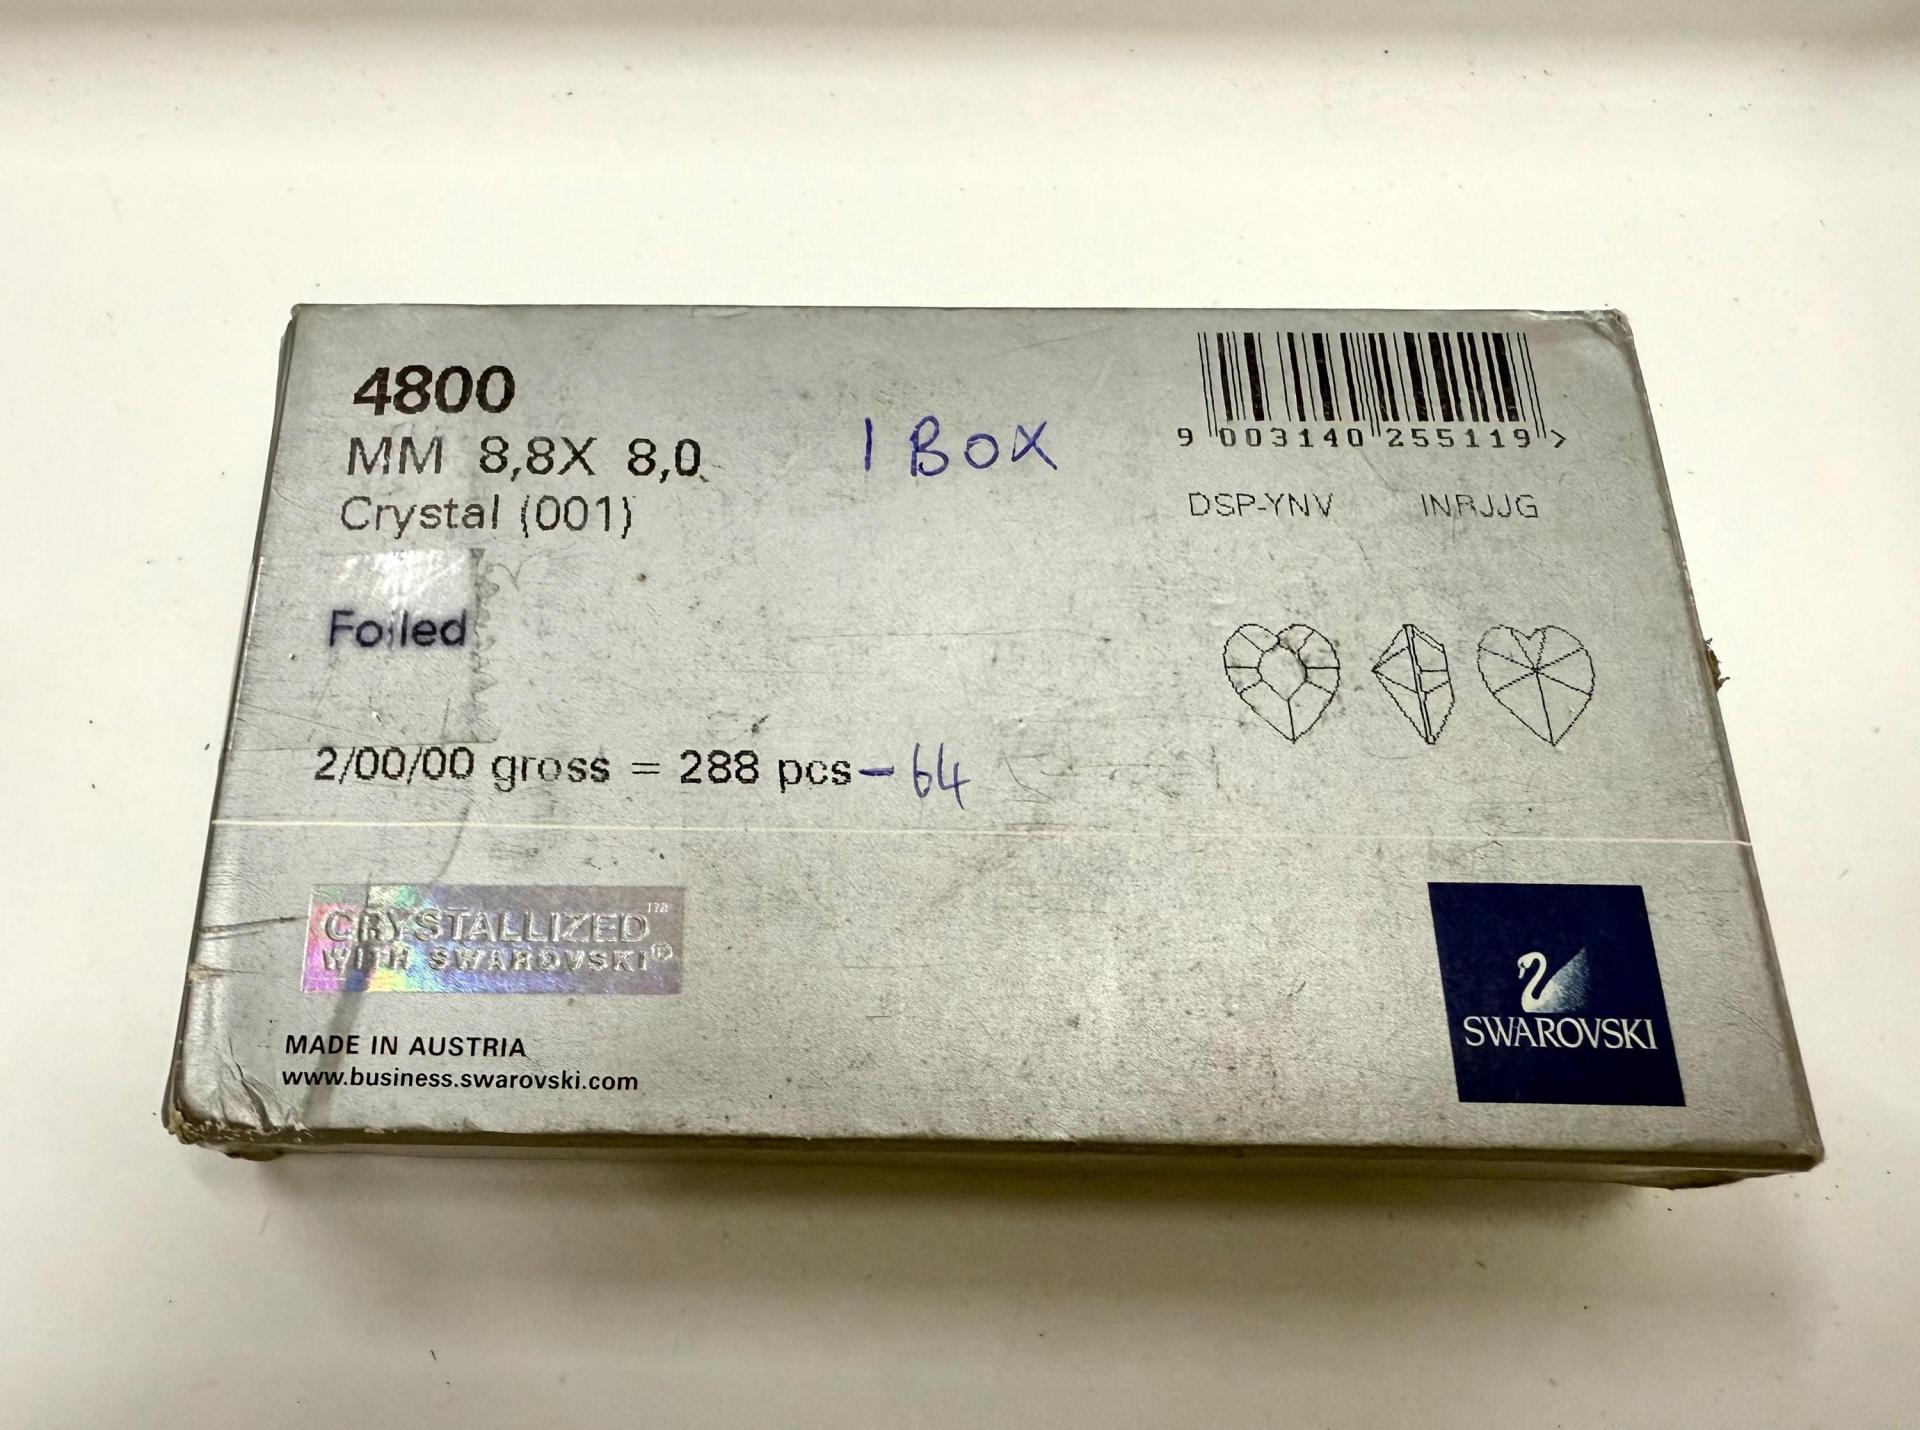 4800
MM 8,8X 8,0
Crystal (001)
1 BOX
9 003140 255119 >
DSP-YNV INRJJG
Foiled
2/00/00 gross = 288 pcs - 64
CRYSTALLIZED™
WITH SWAROVSKI®
MADE IN AUSTRIA
www.business.swarovski.com
SWAROVSKI